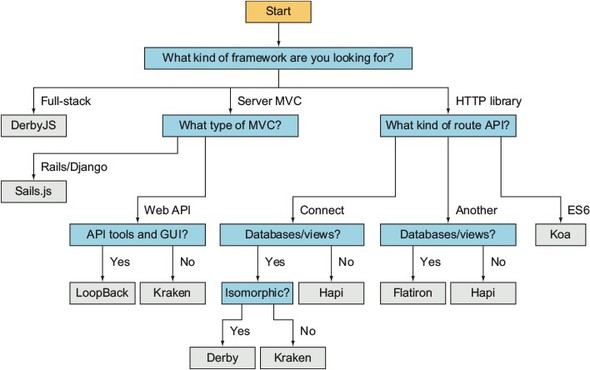 Start
What kind of framework are you looking for?
Full-stack
Server MVC
HTTP library
DerbyJS
What type of MVC?
What kind of route API?
Rails/Django
Sails.js
Web API
Connect
Another
ES6
API tools and GUI?
Databases/views?
Databases/views?
Koa
Yes
No
Yes
No
Yes
No
LoopBack
Kraken
Isomorphic?
Hapi
Flatiron
Hapi
Yes
No
Derby
Kraken